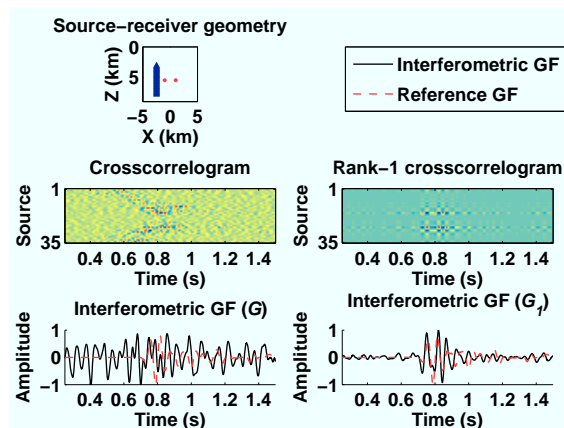 Source−receiver geometry
Z (km)
0
5
9
−5 0 5
X (km)
Interferometric GF
Reference GF
Crosscorrelogram
Source
1
35
0.4 0.6 0.8 1 1.2 1.4
Time (s)
Rank−1 crosscorrelogram
Source
1
35
0.4 0.6 0.8 1 1.2 1.4
Time (s)
Interferometric GF (G)
Amplitude
1
0
−1
0.4 0.6 0.8 1 1.2 1.4
Time (s)
Interferometric GF (G1)
Amplitude
1
0
−1
0.4 0.6 0.8 1 1.2 1.4
Time (s)